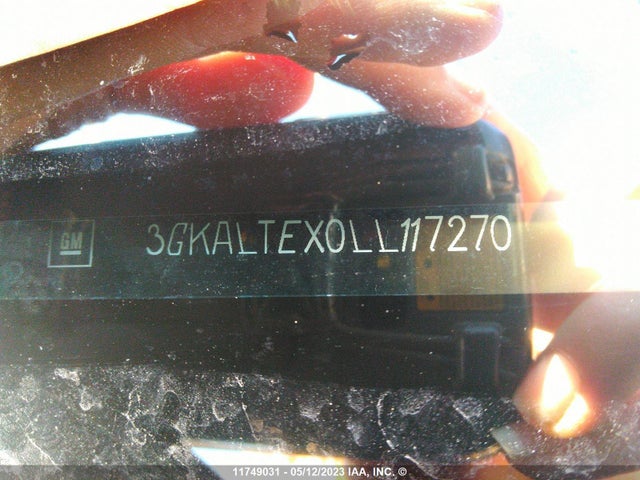 GM
3GKALTEX0LL117270
11749031 - 05/12/2023 IAA, INC. ©